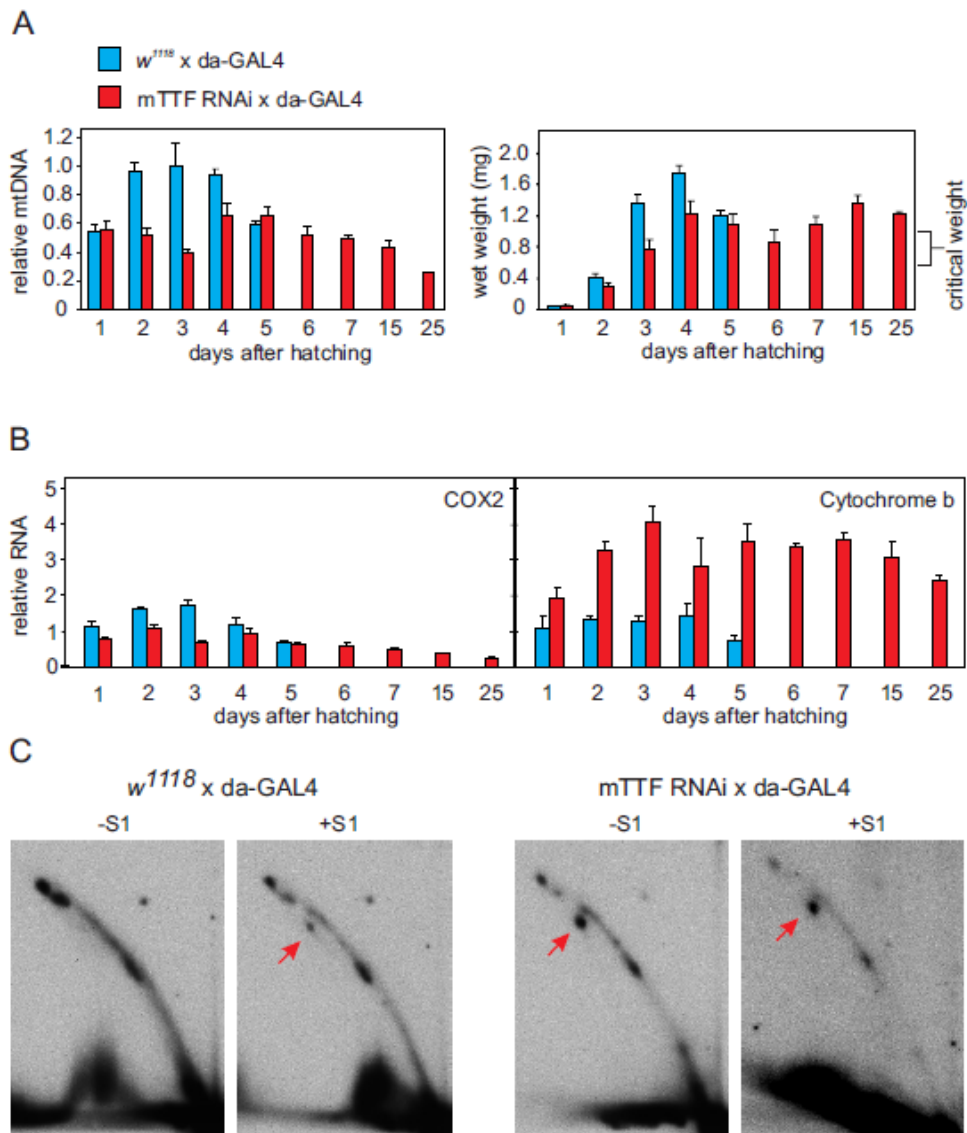 A
w1118 x da-GAL4
mTTF RNAi x da-GAL4
relative mtDNA
1.2
1.0
0.8
0.6
0.4
0.2
0
1 2 3 4 5 6 7 15 25
days after hatching
wet weight (mg)
2.0
1.6
1.2
0.8
0.4
0
1 2 3 4 5 6 7 15 25
days after hatching
critical weight
B
relative RNA
5
4
3
2
1
0
COX2
Cytochrome b
1 2 3 4 5 6 7 15 25
days after hatching
1 2 3 4 5 6 7 15 25
days after hatching
C
w1118 x da-GAL4
mTTF RNAi x da-GAL4
-S1
+S1
-S1
+S1